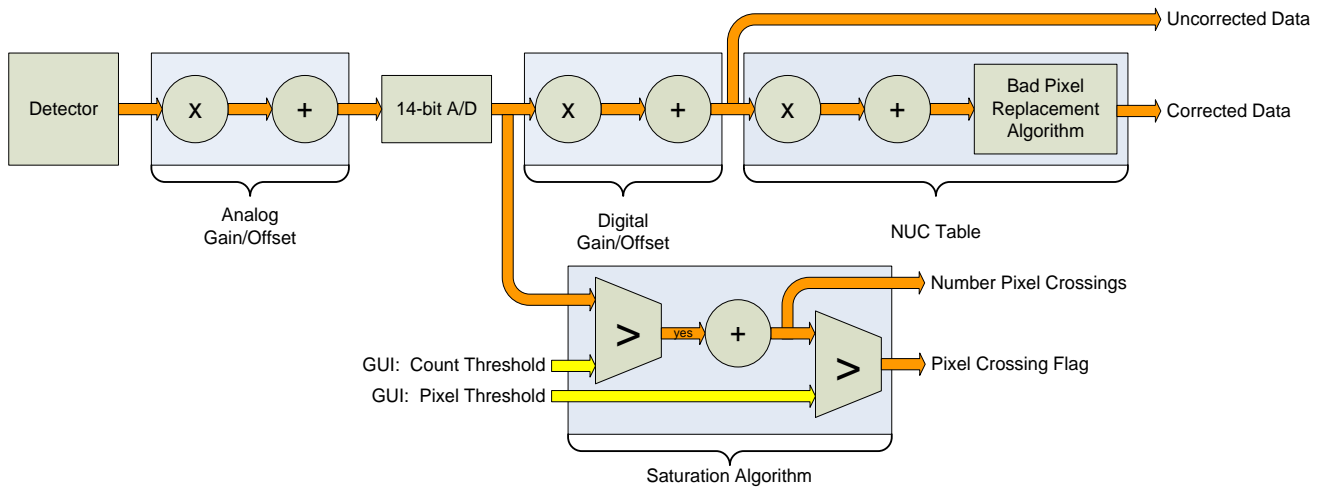 Uncorrected Data
Detector
x
+
14-bit A/D
x
+
x
+
Bad Pixel
Replacement
Algorithm
Corrected Data
Analog
Gain/Offset
Digital
Gain/Offset
NUC Table
Number Pixel Crossings
>
yes
+
>
GUI: Count Threshold
Pixel Crossing Flag
GUI: Pixel Threshold
Saturation Algorithm